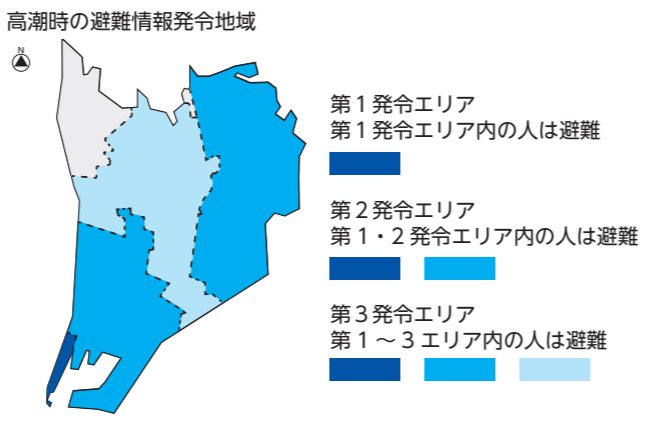 高潮時の避難情報発令地域
N
第1発令エリア
第1発令エリア内の人は避難
第2発令エリア
第1・2発令エリア内の人は避難
第3発令エリア
第1～3エリア内の人は避難